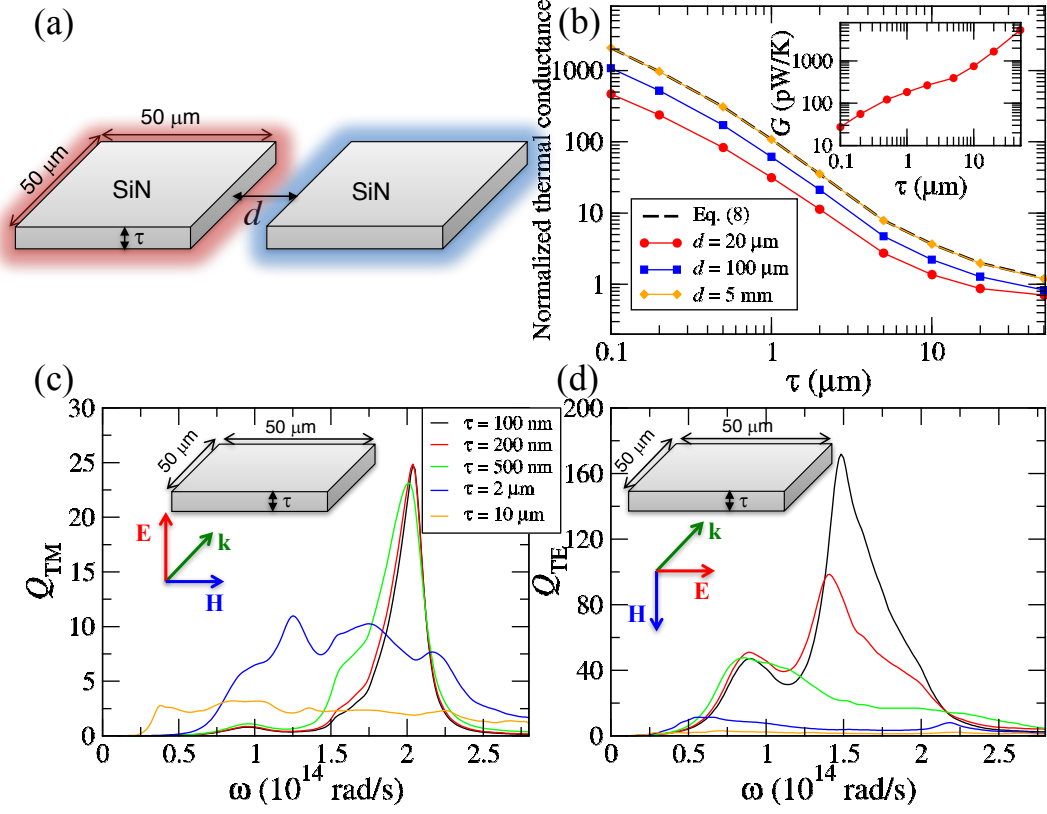 (a)
50 μm
50 μm
SiN
SiN
d
τ
(b)
Normalized thermal conductance
1000
100
10
1
0.1
1
10
τ (μm)
Eq. (8)
d = 20 μm
d = 100 μm
d = 5 mm
G (pW/K)
1000
100
10
0.1
1
10
τ (μm)
(c)
Q_TM
30
25
20
15
10
5
0
0
0.5
1
1.5
2
2.5
ω (10^14 rad/s)
τ = 100 nm
τ = 200 nm
τ = 500 nm
τ = 2 μm
τ = 10 μm
50 μm
50 μm
τ
E
k
H
(d)
Q_TE
200
160
120
80
40
0
0
0.5
1
1.5
2
2.5
ω (10^14 rad/s)
50 μm
50 μm
τ
k
E
H